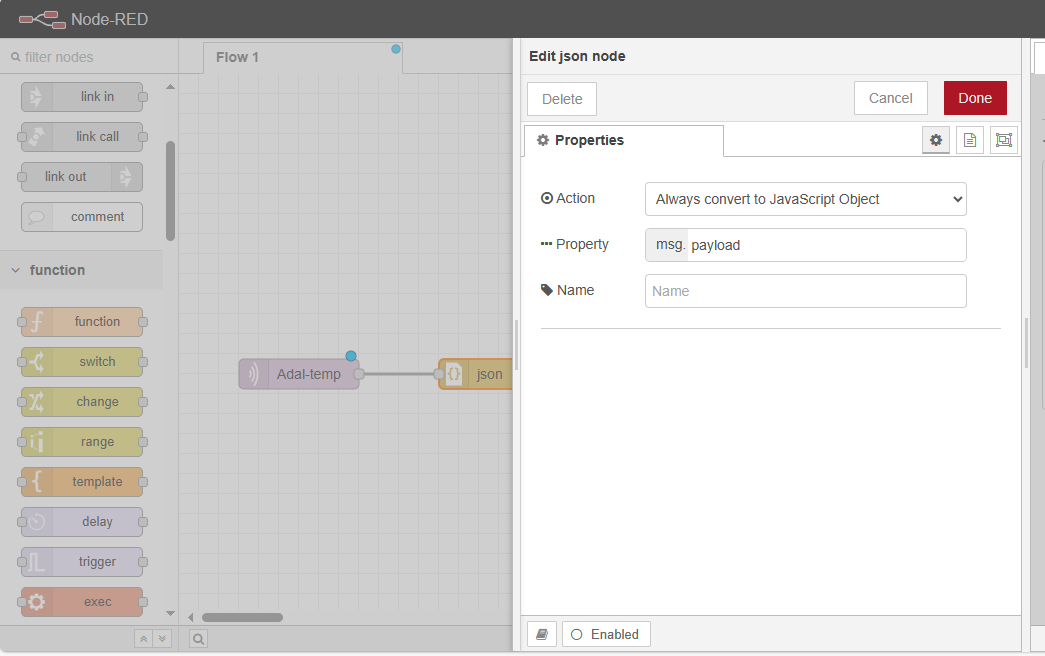 Node-RED
filter nodes
Flow 1
link in
link call
link out
comment
function
function
switch
change
range
template
delay
trigger
exec
Adal-temp
json
Edit json node
Delete
Cancel
Done
Properties
Action
Always convert to JavaScript Object
Property
msg. payload
Name
Name
Enabled